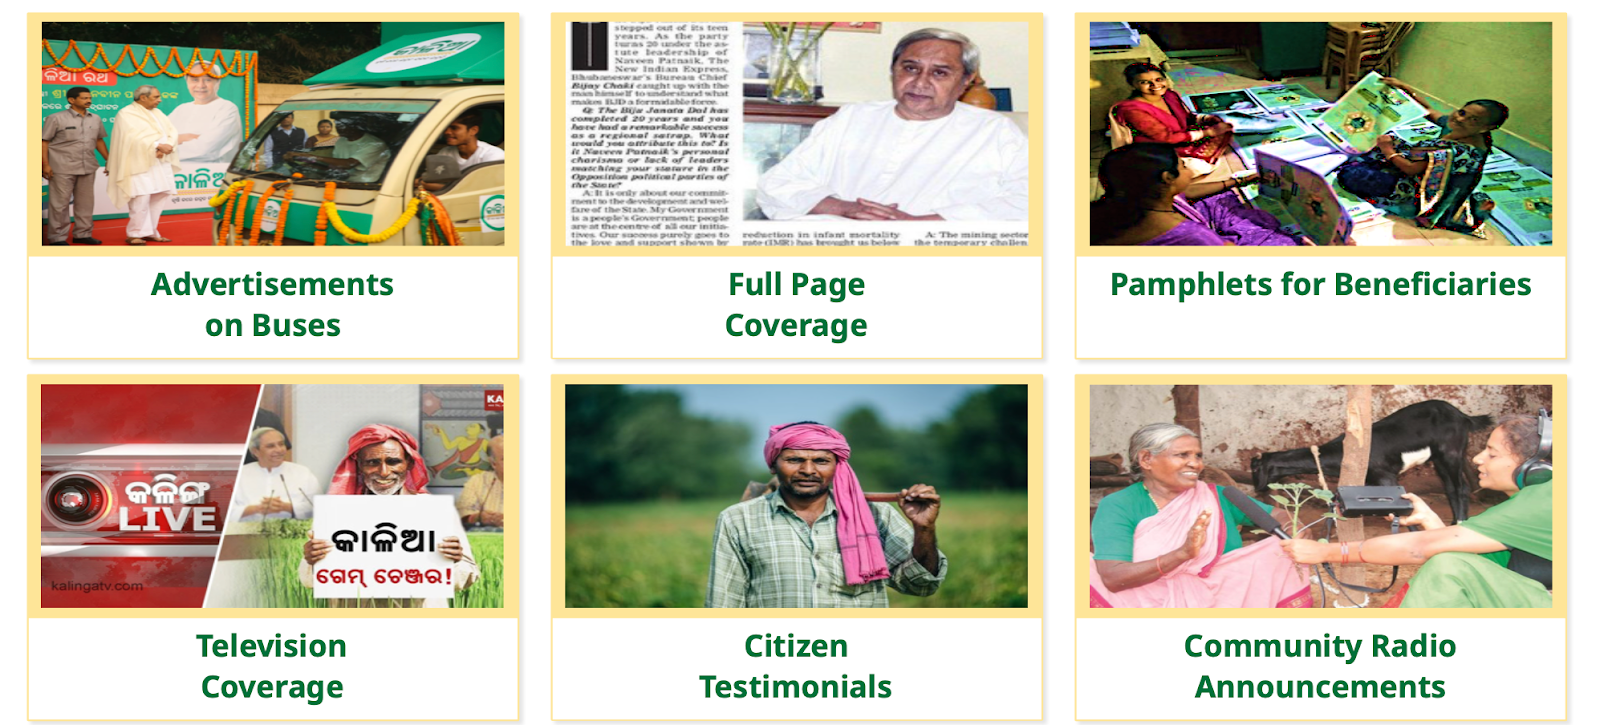 କାଳିଆ
ଳିଆ ରଥ
କାଳିଆ
stepped out of its teen
years. As the party
turns 20 under the as-
tute leadership of
Naveen Patnaik, The
New Indian Express,
Bhubaneswar's Bureau Chief
Bijay Chaki caught up with the
man himself to understand what
makes BJD a formidable force.
Q: The Biju Janata Dal has
completed 20 years and you
have had a remarkable success
as a regional satrap. What
would you attribute this to? Is
it Naveen Patnaik's personal
charisma or lack of leaders
matching your stature in the
Opposition political parties of
the State?
A: It is only about our commit-
ment to the development and wel-
fare of the State. My Government
is a people's Government; people
are at the centre of all our initia-
tives. Our success purely goes to
the love and support shown by
reduction in infant mortality
rate (IMR) has brought us below
A: The mining sector
the temporary challen
Advertisements
on Buses
Full Page
Coverage
Pamphlets for Beneficiaries
KA
କଳିଙ୍ଗ
LIVE
କାଳିଆ
ଗେମ୍ ଚେଞ୍ଜର!
kalingatv.com
Television
Coverage
Citizen
Testimonials
Community Radio
Announcements